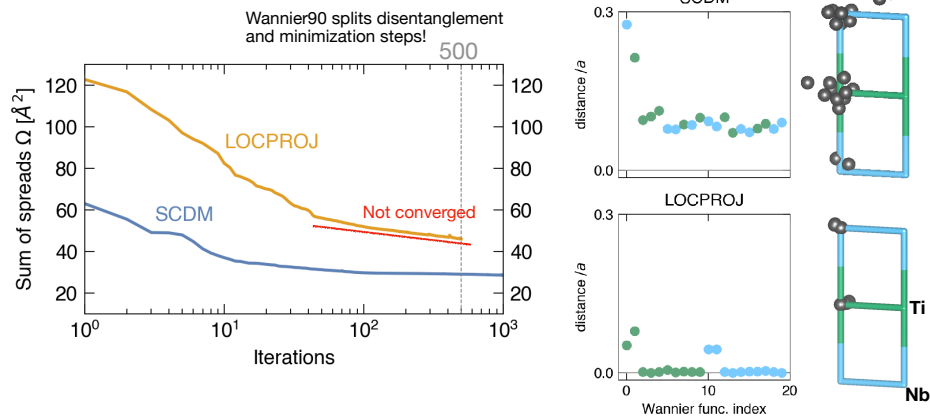 Wannier90 splits disentanglement
and minimization steps!
500
120
100
80
60
40
20
120
100
80
60
40
20
Sum of spreads Ω [Å²]
LOCPROJ
SCDM
Not converged
10⁰
10¹
10²
10³
Iterations
SCDM
0.3
0.0
distance /a
LOCPROJ
0.3
0.0
distance /a
0
10
20
Wannier func. index
Ti
Nb